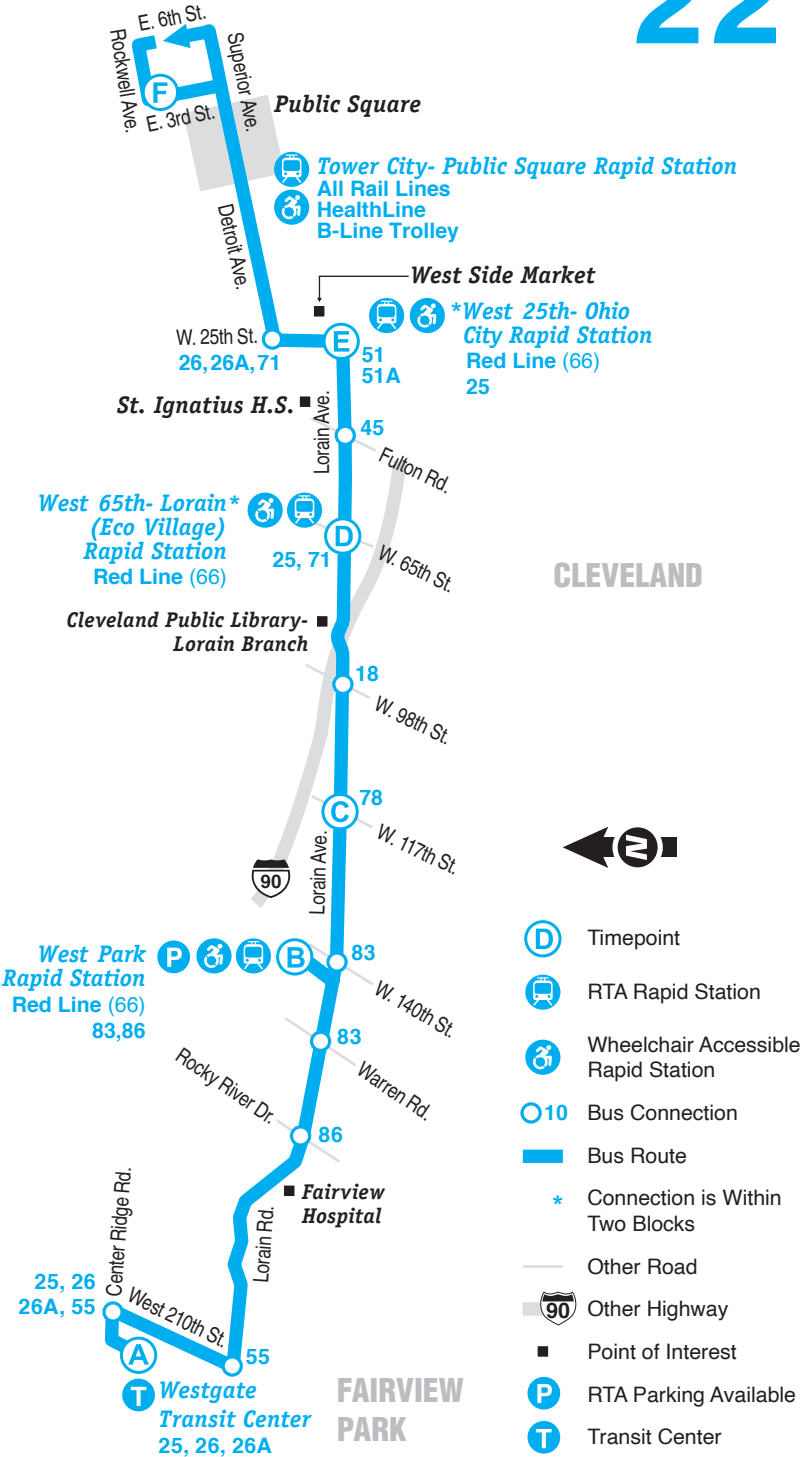 22
E. 6th St.
Rockwell Ave.
Superior Ave.
F
E. 3rd St.
Public Square
Tower City- Public Square Rapid Station
All Rail Lines
HealthLine
B-Line Trolley
Detroit Ave.
West Side Market
W. 25th St.
26, 26A, 71
E
51
51A
*West 25th- Ohio
City Rapid Station
Red Line (66)
25
St. Ignatius H.S.
Lorain Ave.
45
Fulton Rd.
West 65th- Lorain*
(Eco Village)
Rapid Station
Red Line (66)
25, 71
D
W. 65th St.
CLEVELAND
Cleveland Public Library-
Lorain Branch
18
W. 98th St.
78
C
W. 117th St.
Lorain Ave.
90
N
West Park
Rapid Station
Red Line (66)
83,86
P
B
83
W. 140th St.
83
Warren Rd.
Rocky River Dr.
86
Fairview
Hospital
Lorain Rd.
Center Ridge Rd.
25, 26
26A, 55
West 210th St.
A
55
T
Westgate
Transit Center
25, 26, 26A
FAIRVIEW
PARK
D Timepoint
RTA Rapid Station
Wheelchair Accessible
Rapid Station
10 Bus Connection
Bus Route
* Connection is Within
Two Blocks
Other Road
90 Other Highway
Point of Interest
P RTA Parking Available
T Transit Center